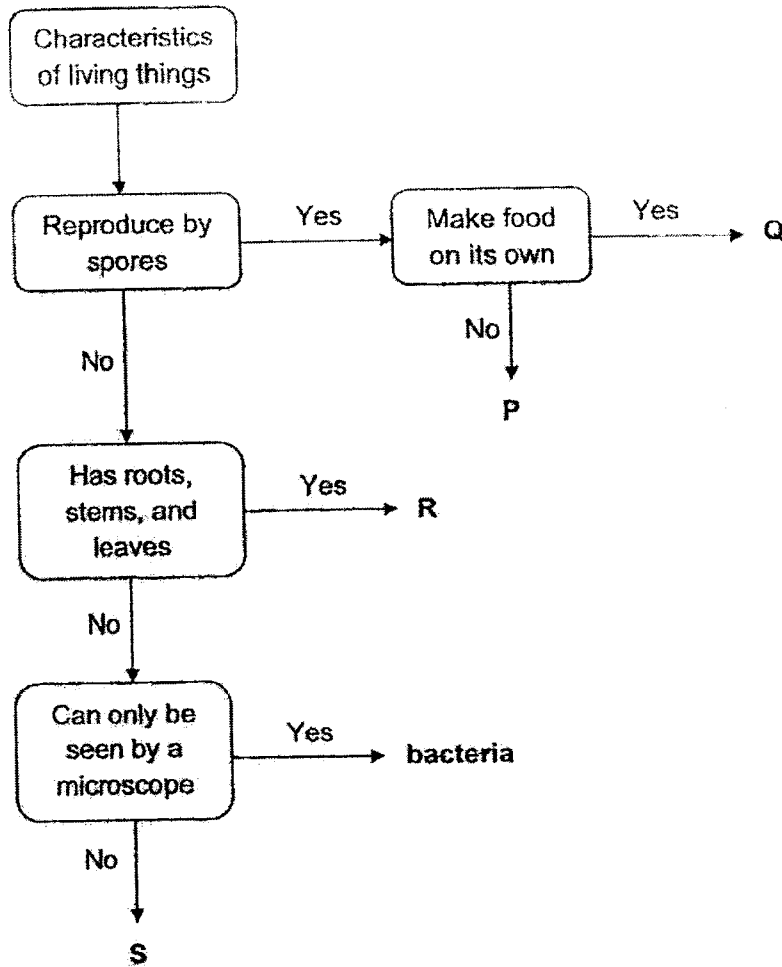 Characteristics
of living things
Reproduce by
spores
Yes
Make food
on its own
Yes
Q
No
P
No
Has roots,
stems, and
leaves
Yes
R
No
Can only be
seen by a
microscope
Yes
bacteria
No
S